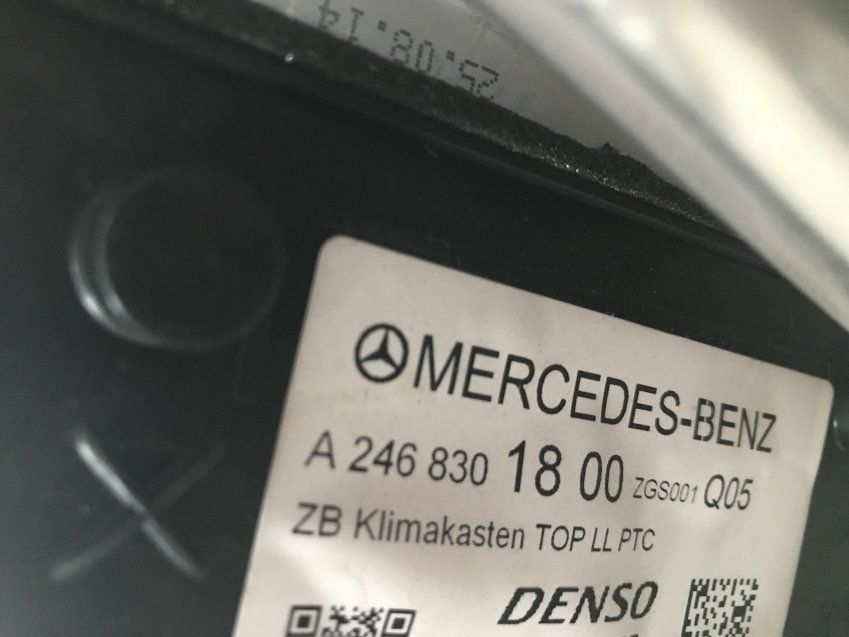 25.08.14
MERCEDES-BENZ
A 246 830 18 00 ZGS001 Q05
ZB Klimakasten TOP LL PTC
DENSO